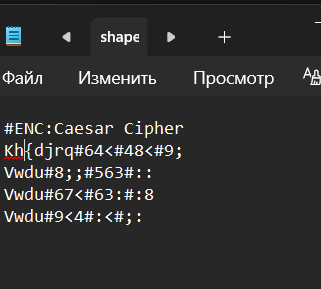 shape
Файл Изменить Просмотр
#ENC:Caesar Cipher
Kh{djrq#64<#48<#9;
Vwdu#8;;#563#::
Vwdu#67<#63:#:8
Vwdu#9<4#:<#;: